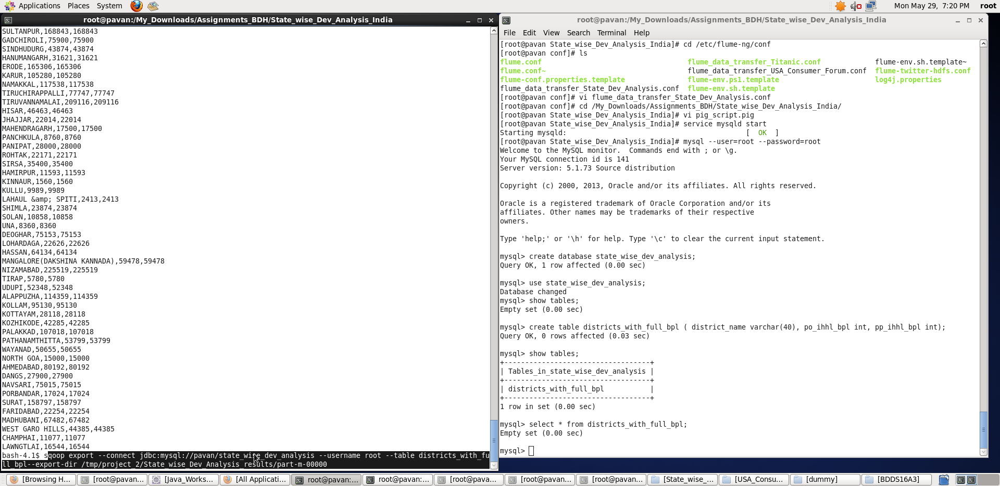 Applications Places System Mon May 29, 7:20 PM root
root@pavan:/My_Downloads/Assignments_BDH/State_wise_Dev_Analysis_India
SULTANPUR,168843,168843
GADCHIROLI,75900,75900
SINDHUDURG,43874,43874
HANUMANGARH,31621,31621
ERODE,165306,165306
KARUR,105280,105280
NAMAKKAL,117538,117538
TIRUCHIRAPPALLI,77747,77747
TIRUVANNAMALAI,209116,209116
HISAR,46463,46463
JHAJJAR,22014,22014
MAHENDRAGARH,17500,17500
PANCHKULA,8760,8760
PANIPAT,28000,28000
ROHTAK,22171,22171
SIRSA,35400,35400
HAMIRPUR,11593,11593
KINNAUR,1560,1560
KULLU,9989,9989
LAHAUL &amp; SPITI,2413,2413
SHIMLA,23874,23874
SOLAN,10858,10858
UNA,8360,8360
DEOGHAR,75153,75153
LOHARDAGA,22626,22626
HASSAN,64134,64134
MANGALORE(DAKSHINA KANNADA),59478,59478
NIZAMABAD,225519,225519
TIRAP,5780,5780
UDUPI,52348,52348
ALAPPUZHA,114359,114359
KOLLAM,95130,95130
KOTTAYAM,28118,28118
KOZHIKODE,42285,42285
PALAKKAD,107018,107018
PATHANAMTHITTA,53799,53799
WAYANAD,50655,50655
NORTH GOA,15000,15000
AHMEDABAD,80192,80192
DANGS,27900,27900
NAVSARI,75015,75015
PORBANDAR,17024,17024
SURAT,158797,158797
FARIDABAD,22254,22254
MADHUBANI,67482,67482
WEST GARO HILLS,44385,44385
CHAMPHAI,11077,11077
LAWNGTLAI,16544,16544
bash-4.1$ sqoop export --connect jdbc:mysql://pavan/state_wise_dev_analysis --username root --table districts_with_fu
ll_bpl--export-dir /tmp/project_2/State_wise_Dev_Analysis_results/part-m-00000
root@pavan:/My_Downloads/Assignments_BDH/State_wise_Dev_Analysis_India
File Edit View Search Terminal Help
[root@pavan State_wise_Dev_Analysis_India]# cd /etc/flume-ng/conf
[root@pavan conf]# ls
flume.conf flume_data_transfer_Titanic.conf flume-env.sh.template~
flume.conf~ flume_data_transfer_USA_Consumer_Forum.conf flume-twitter-hdfs.conf
flume-conf.properties.template flume-env.ps1.template log4j.properties
flume_data_transfer_State_Dev_Analysis.conf flume-env.sh.template
[root@pavan conf]# vi flume_data_transfer_State_Dev_Analysis.conf
[root@pavan conf]# cd /My_Downloads/Assignments_BDH/State_wise_Dev_Analysis_India/
[root@pavan State_wise_Dev_Analysis_India]# vi pig_script.pig
[root@pavan State_wise_Dev_Analysis_India]# service mysqld start
Starting mysqld: [ OK ]
[root@pavan State_wise_Dev_Analysis_India]# mysql --user=root --password=root
Welcome to the MySQL monitor. Commands end with ; or \g.
Your MySQL connection id is 141
Server version: 5.1.73 Source distribution
Copyright (c) 2000, 2013, Oracle and/or its affiliates. All rights reserved.
Oracle is a registered trademark of Oracle Corporation and/or its
affiliates. Other names may be trademarks of their respective
owners.
Type 'help;' or '\h' for help. Type '\c' to clear the current input statement.
mysql> create database state_wise_dev_analysis;
Query OK, 1 row affected (0.00 sec)
mysql> use state_wise_dev_analysis;
Database changed
mysql> show tables;
Empty set (0.00 sec)
mysql> create table districts_with_full_bpl ( district_name varchar(40), po_ihhl_bpl int, pp_ihhl_bpl int);
Query OK, 0 rows affected (0.03 sec)
mysql> show tables;
+-----------------------------------+
| Tables_in_state_wise_dev_analysis |
+-----------------------------------+
| districts_with_full_bpl |
+-----------------------------------+
1 row in set (0.00 sec)
mysql> select * from districts_with_full_bpl;
Empty set (0.00 sec)
mysql>
[Browsing H... [root@pavan:... [Java_Works... [All Applicati... root@pavan:... root@pavan:... [root@pava... [root@pavan... [root@pavan... [State_wise_... [USA_Consu... [dummy] [BDDS16A3]